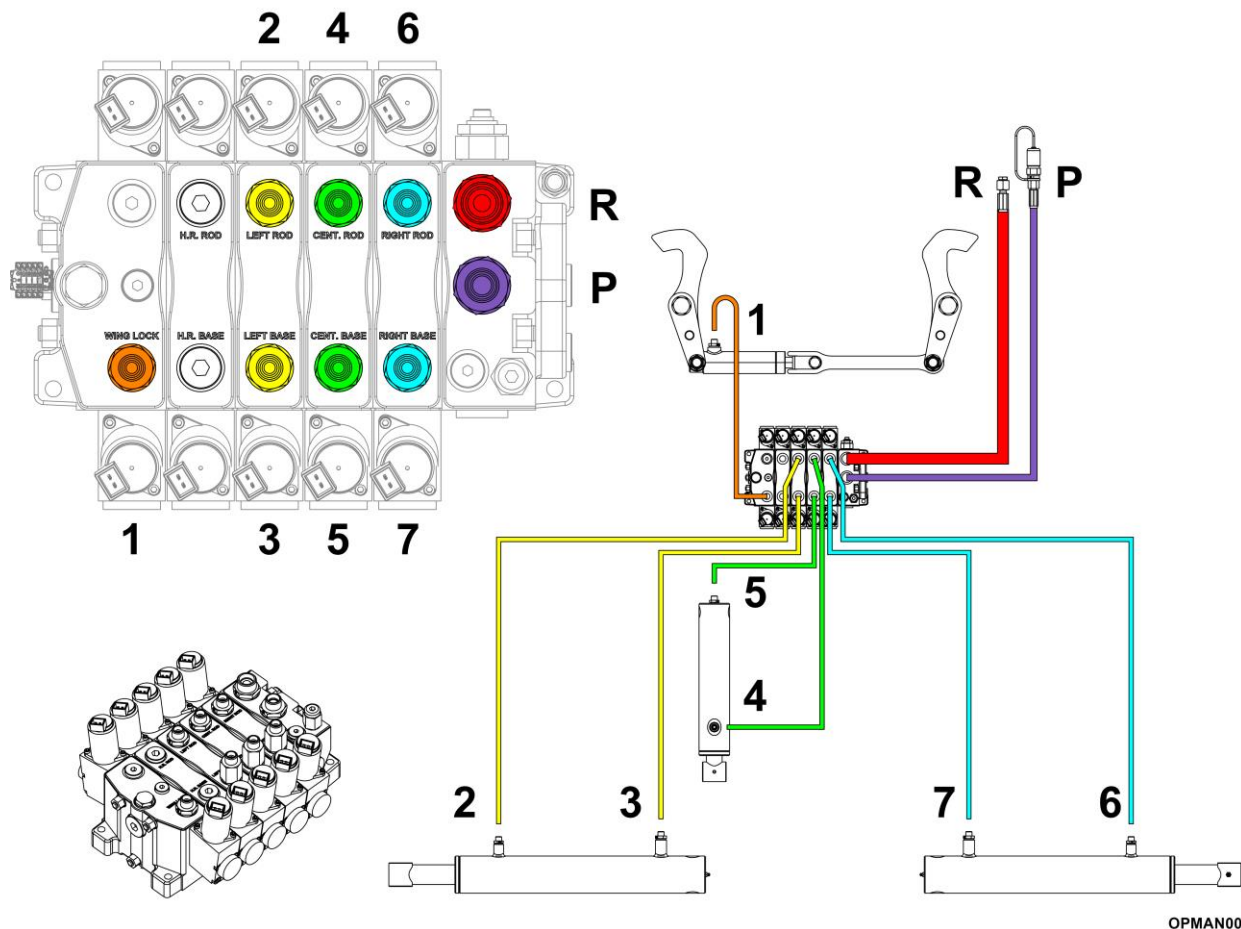 2 4 6
R
P
H.R. ROD LEFT ROD CENT. ROD RIGHT ROD
WING LOCK H.R. BASE LEFT BASE CENT. BASE RIGHT BASE
1 3 5 7
R P
1
5
4
2 3 7 6
OPMAN00